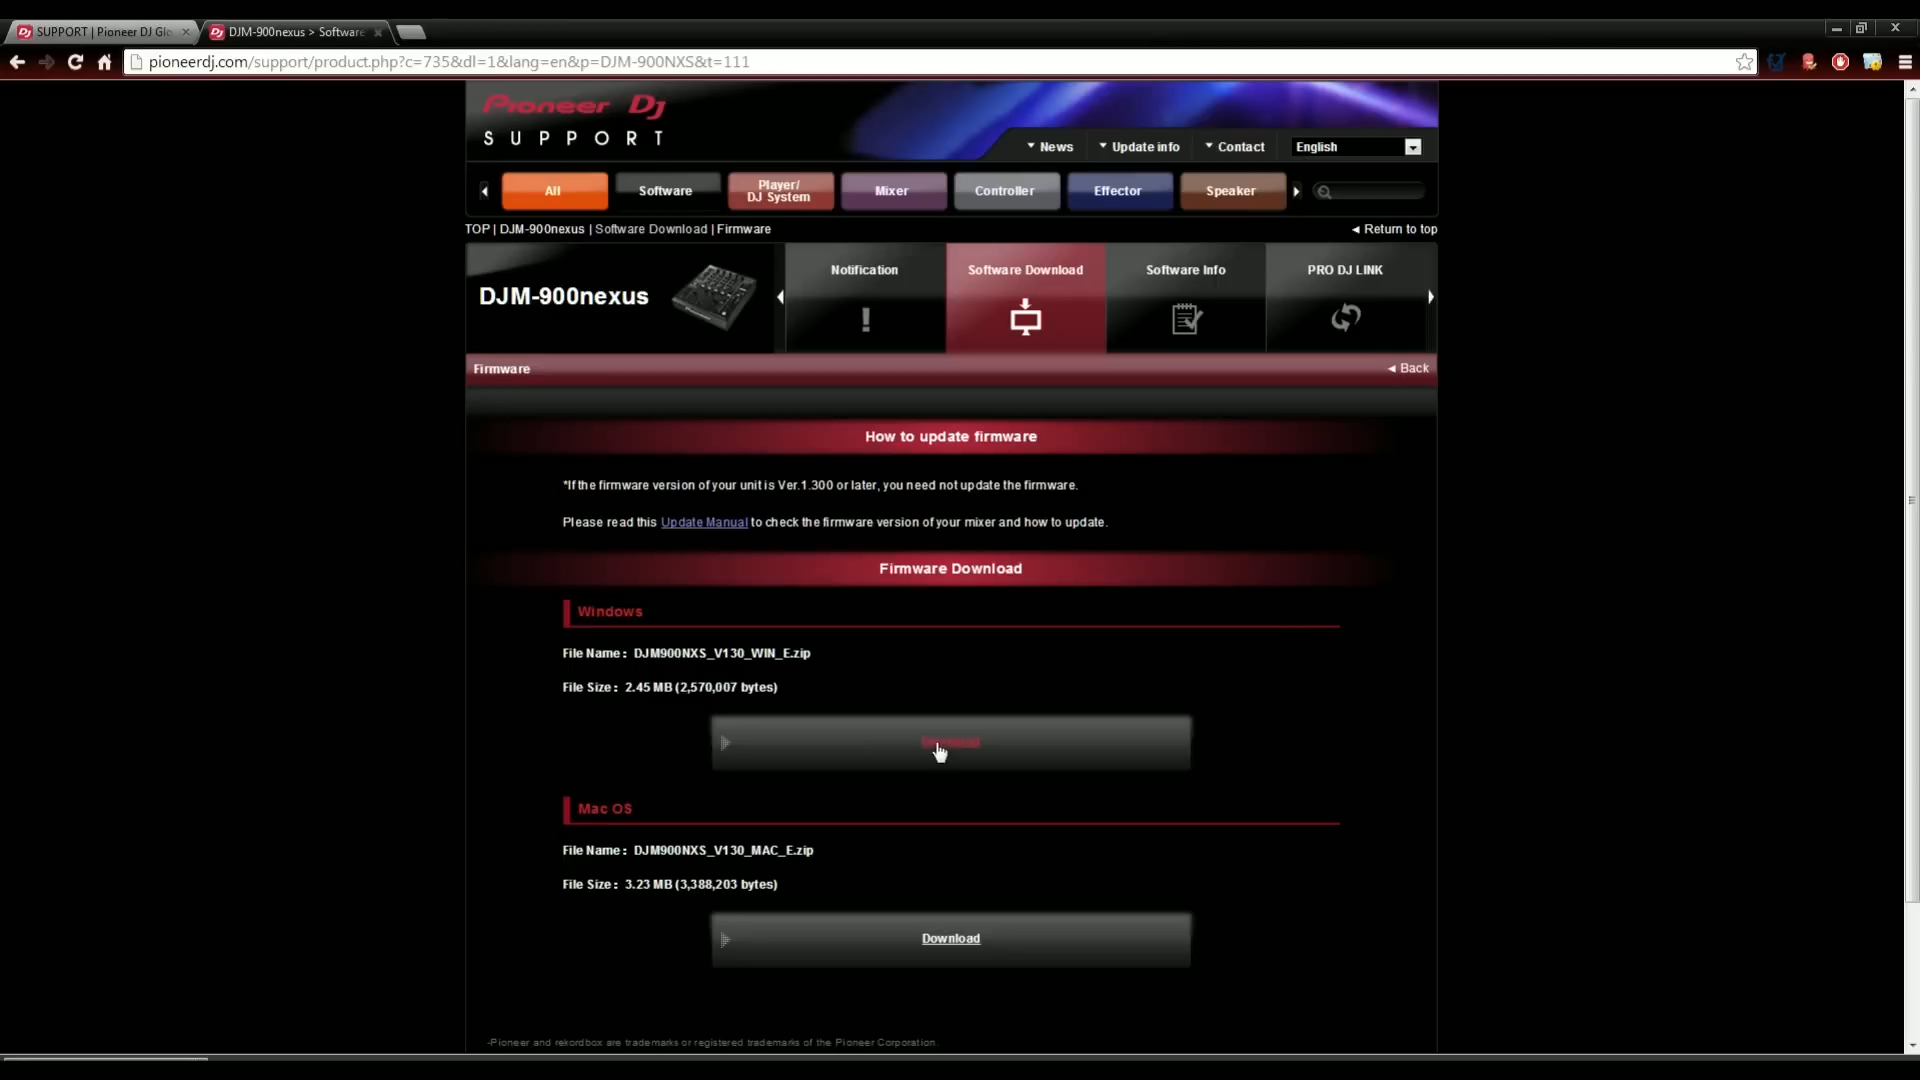 SUPPORT | Pioneer DJ Glo
DJM-900nexus > Software
pioneerdj.com/support/product.php?c=735&dl=1&lang=en&p=DJM-900NXS&t=111
Pioneer Dj
SUPPORT
News
Update info
Contact
English
All
Software
Player/
DJ System
Mixer
Controller
Effector
Speaker
TOP | DJM-900nexus | Software Download | Firmware
◄ Return to top
DJM-900nexus
Notification
Software Download
Software Info
PRO DJ LINK
Firmware
◄ Back
How to update firmware
*If the firmware version of your unit is Ver.1.300 or later, you need not update the firmware.
Please read this Update Manual to check the firmware version of your mixer and how to update.
Firmware Download
Windows
File Name : DJM900NXS_V130_WIN_E.zip
File Size : 2.45 MB (2,570,007 bytes)
Download
Mac OS
File Name : DJM900NXS_V130_MAC_E.zip
File Size : 3.23 MB (3,388,203 bytes)
Download
-Pioneer and rekordbox are trademarks or registered trademarks of the Pioneer Corporation.